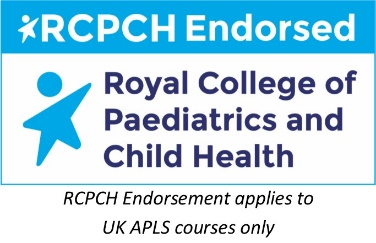 RCPCH Endorsed
Royal College of
Paediatrics and
Child Health
RCPCH Endorsement applies to
UK APLS courses only